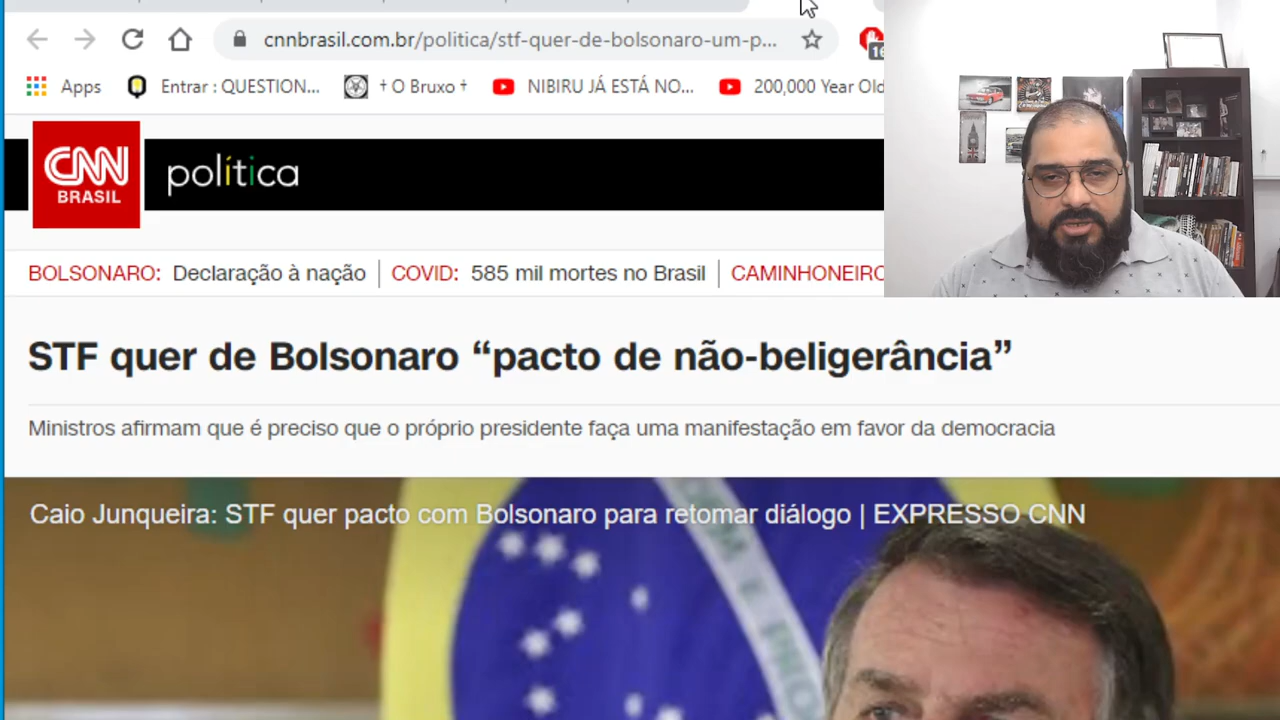 cnnbrasil.com.br/politica/stf-quer-de-bolsonaro-um-p...
16
Apps
Entrar : QUESTION...
† O Bruxo †
NIBIRU JÁ ESTÁ NO...
200,000 Year Old
CNN
BRASIL
política
BOLSONARO: Declaração à nação
COVID: 585 mil mortes no Brasil
CAMINHONEIRO
STF quer de Bolsonaro “pacto de não-beligerância”
Ministros afirmam que é preciso que o próprio presidente faça uma manifestação em favor da democracia
Caio Junqueira: STF quer pacto com Bolsonaro para retomar diálogo | EXPRESSO CNN